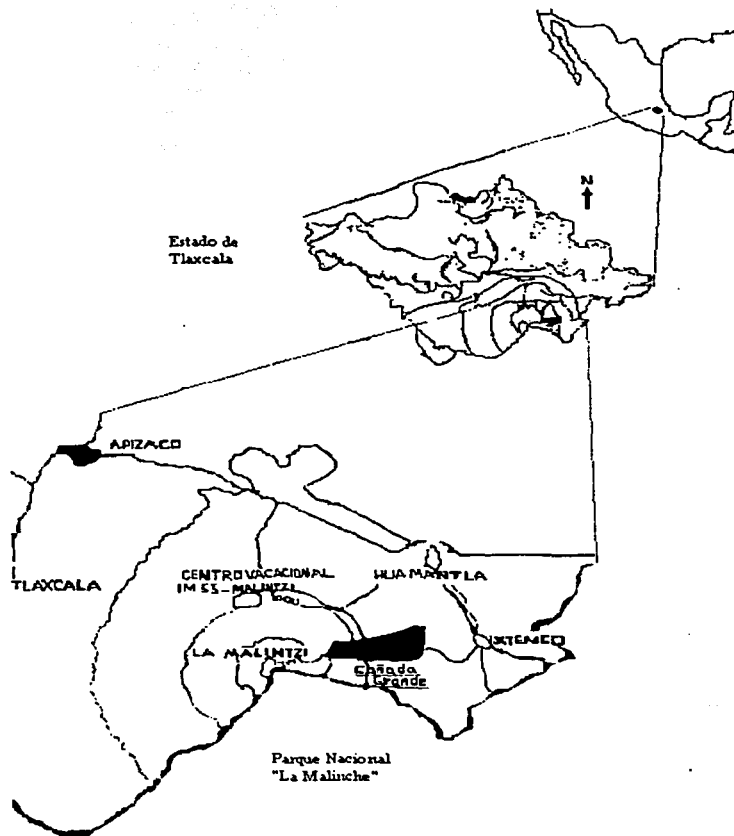 N
Estado de
Tlaxcala
APIZACO
TLAXCALA
CENTRO VACACIONAL
IMSS-MALINTZI
HUAMANTLA
LA MALINTZI
IXTENCO
Cañada
Grande
Parque Nacional
"La Malinche"